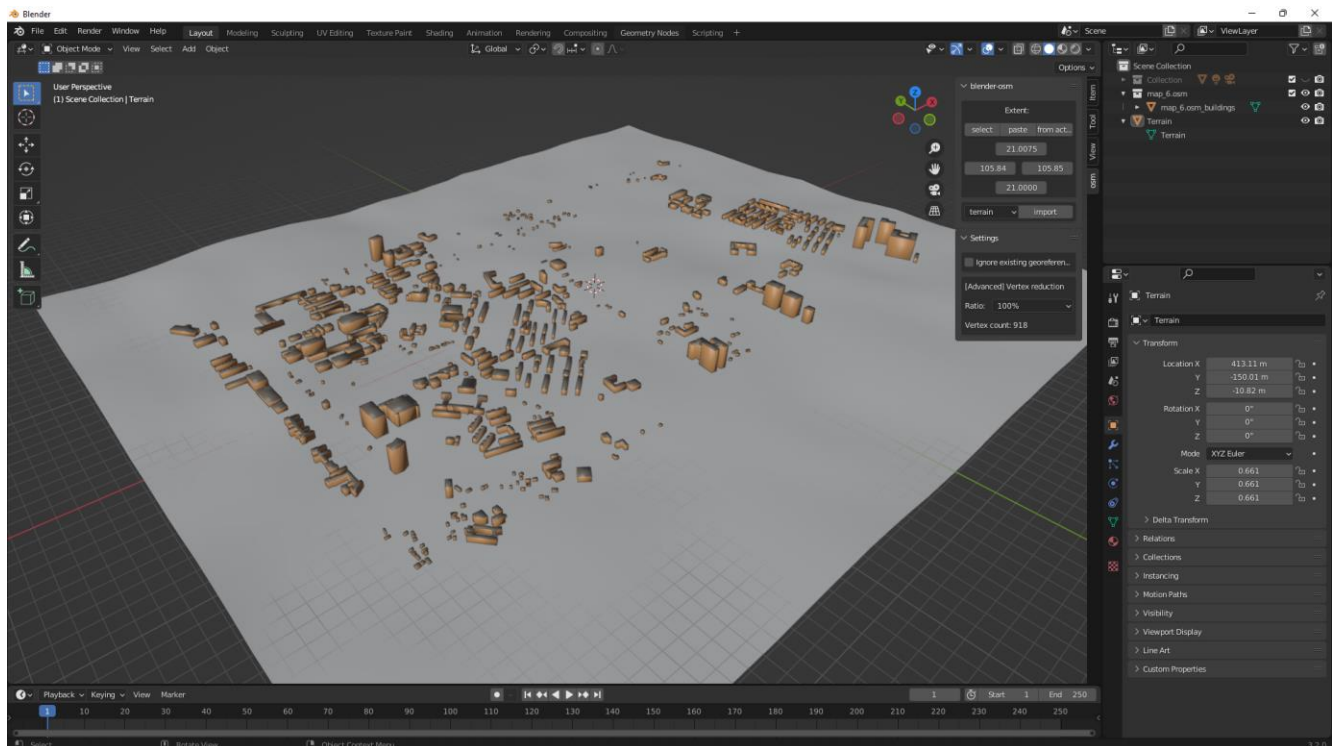 Blender
File Edit Render Window Help Layout Modeling Sculpting UV Editing Texture Paint Shading Animation Rendering Compositing Geometry Nodes Scripting + Scene ViewLayer
Object Mode View Select Add Object Global
Options
User Perspective
(1) Scene Collection | Terrain
Z
Y
X
blender-osm
Extent:
select paste from act...
21.0075
105.84 105.85
21.0000
terrain import
Settings
Ignore existing georeferen...
[Advanced] Vertex reduction
Ratio: 100%
Vertex count: 918
Item
Tool
View
osm
Scene Collection
Collection
map_6.osm
map_6.osm_buildings
Terrain
Terrain
Terrain
Terrain
Transform
Location X 413.11 m
Y -150.01 m
Z -10.82 m
Rotation X 0°
Y 0°
Z 0°
Mode XYZ Euler
Scale X 0.661
Y 0.661
Z 0.661
Delta Transform
Relations
Collections
Instancing
Motion Paths
Visibility
Viewport Display
Line Art
Custom Properties
Playback Keying View Marker 1 Start 1 End 250
1 10 20 30 40 50 60 70 80 90 100 110 120 130 140 150 160 170 180 190 200 210 220 230 240 250
Select Rotate View Object Context Menu 3.2.0